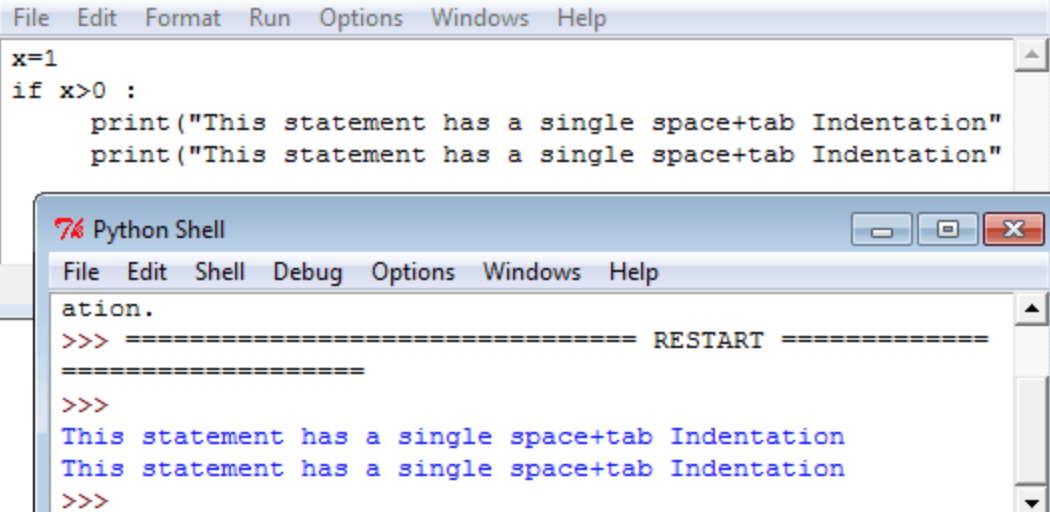 File Edit Format Run Options Windows Help
x=1
if x>0 :
     print("This statement has a single space+tab Indentation"
     print("This statement has a single space+tab Indentation"
Python Shell
File Edit Shell Debug Options Windows Help
ation.
>>> ================================ RESTART =============
===================
>>>
This statement has a single space+tab Indentation
This statement has a single space+tab Indentation
>>>